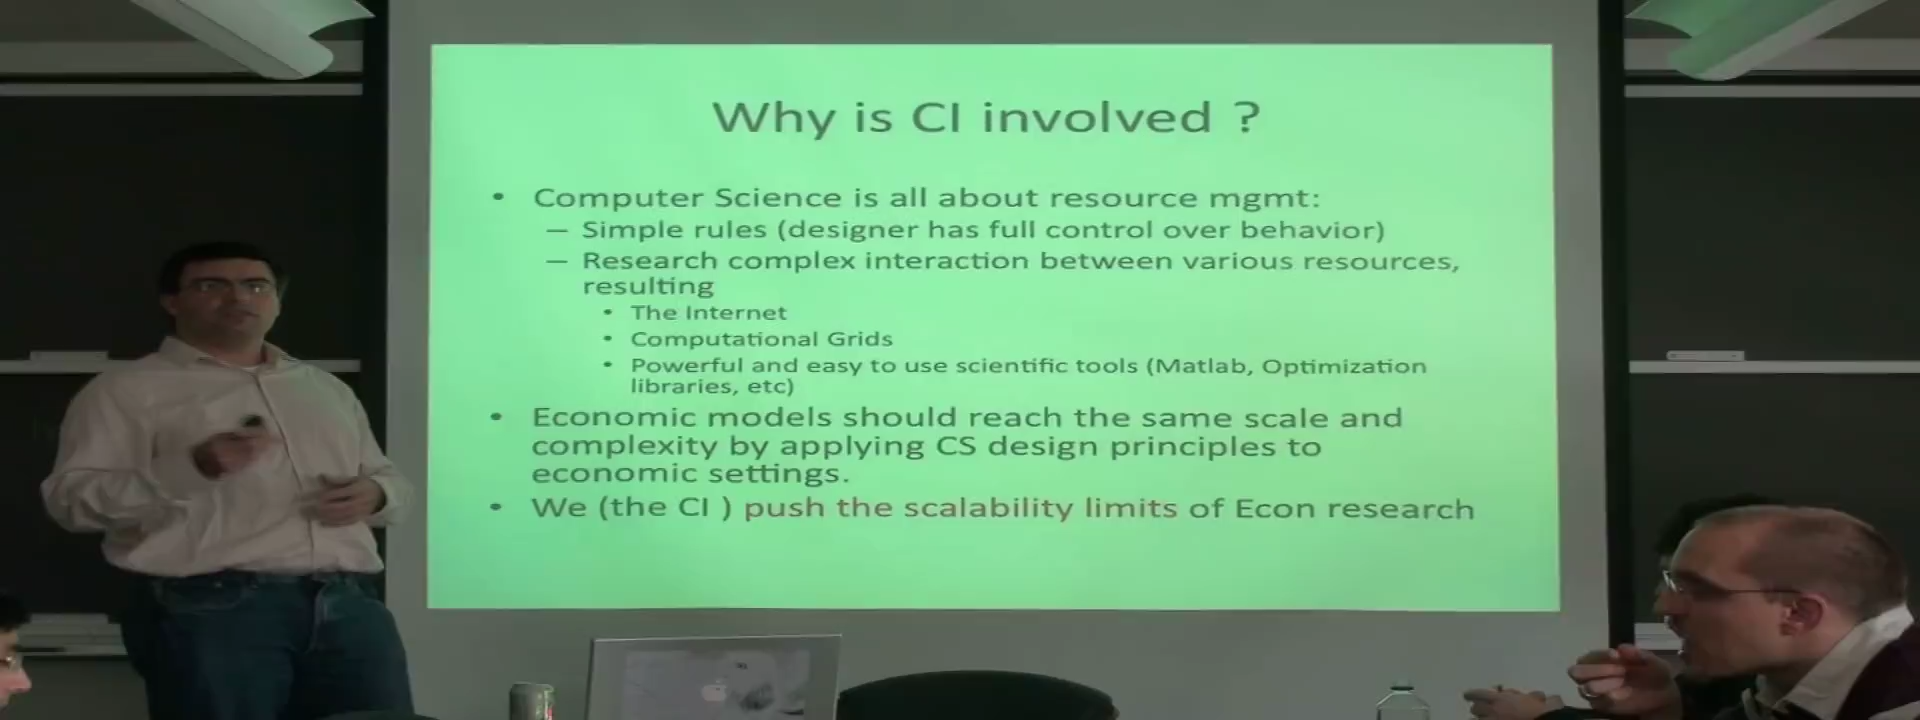 Why is CI involved ?
• Computer Science is all about resource mgmt:
– Simple rules (designer has full control over behavior)
– Research complex interaction between various resources,
resulting
• The Internet
• Computational Grids
• Powerful and easy to use scientific tools (Matlab, Optimization
libraries, etc)
• Economic models should reach the same scale and
complexity by applying CS design principles to
economic settings.
• We (the CI ) push the scalability limits of Econ research